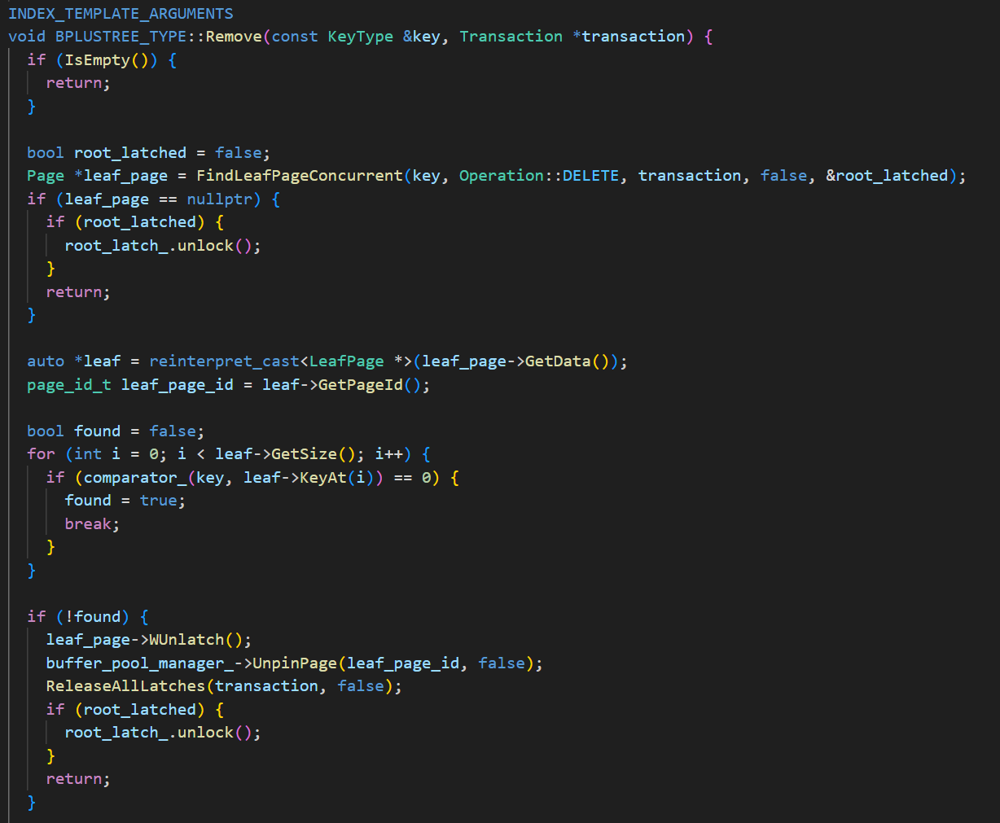 INDEX_TEMPLATE_ARGUMENTS
void BPLUSTREE_TYPE::Remove(const KeyType &key, Transaction *transaction) {
  if (IsEmpty()) {
    return;
  }

  bool root_latched = false;
  Page *leaf_page = FindLeafPageConcurrent(key, Operation::DELETE, transaction, false, &root_latched);
  if (leaf_page == nullptr) {
    if (root_latched) {
      root_latch_.unlock();
    }
    return;
  }

  auto *leaf = reinterpret_cast<LeafPage *>(leaf_page->GetData());
  page_id_t leaf_page_id = leaf->GetPageId();

  bool found = false;
  for (int i = 0; i < leaf->GetSize(); i++) {
    if (comparator_(key, leaf->KeyAt(i)) == 0) {
      found = true;
      break;
    }
  }

  if (!found) {
    leaf_page->WUnlatch();
    buffer_pool_manager_->UnpinPage(leaf_page_id, false);
    ReleaseAllLatches(transaction, false);
    if (root_latched) {
      root_latch_.unlock();
    }
    return;
  }